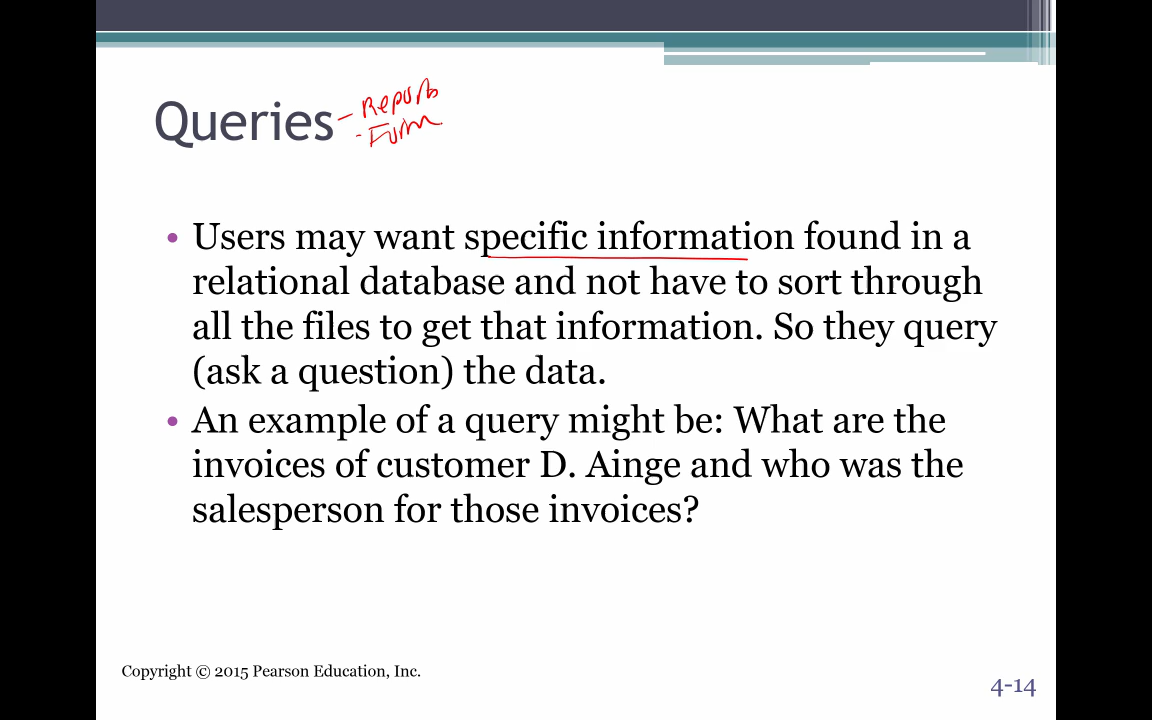 Queries
- Reports
- Form
• Users may want specific information found in a
relational database and not have to sort through
all the files to get that information. So they query
(ask a question) the data.
• An example of a query might be: What are the
invoices of customer D. Ainge and who was the
salesperson for those invoices?
Copyright © 2015 Pearson Education, Inc.
4-14